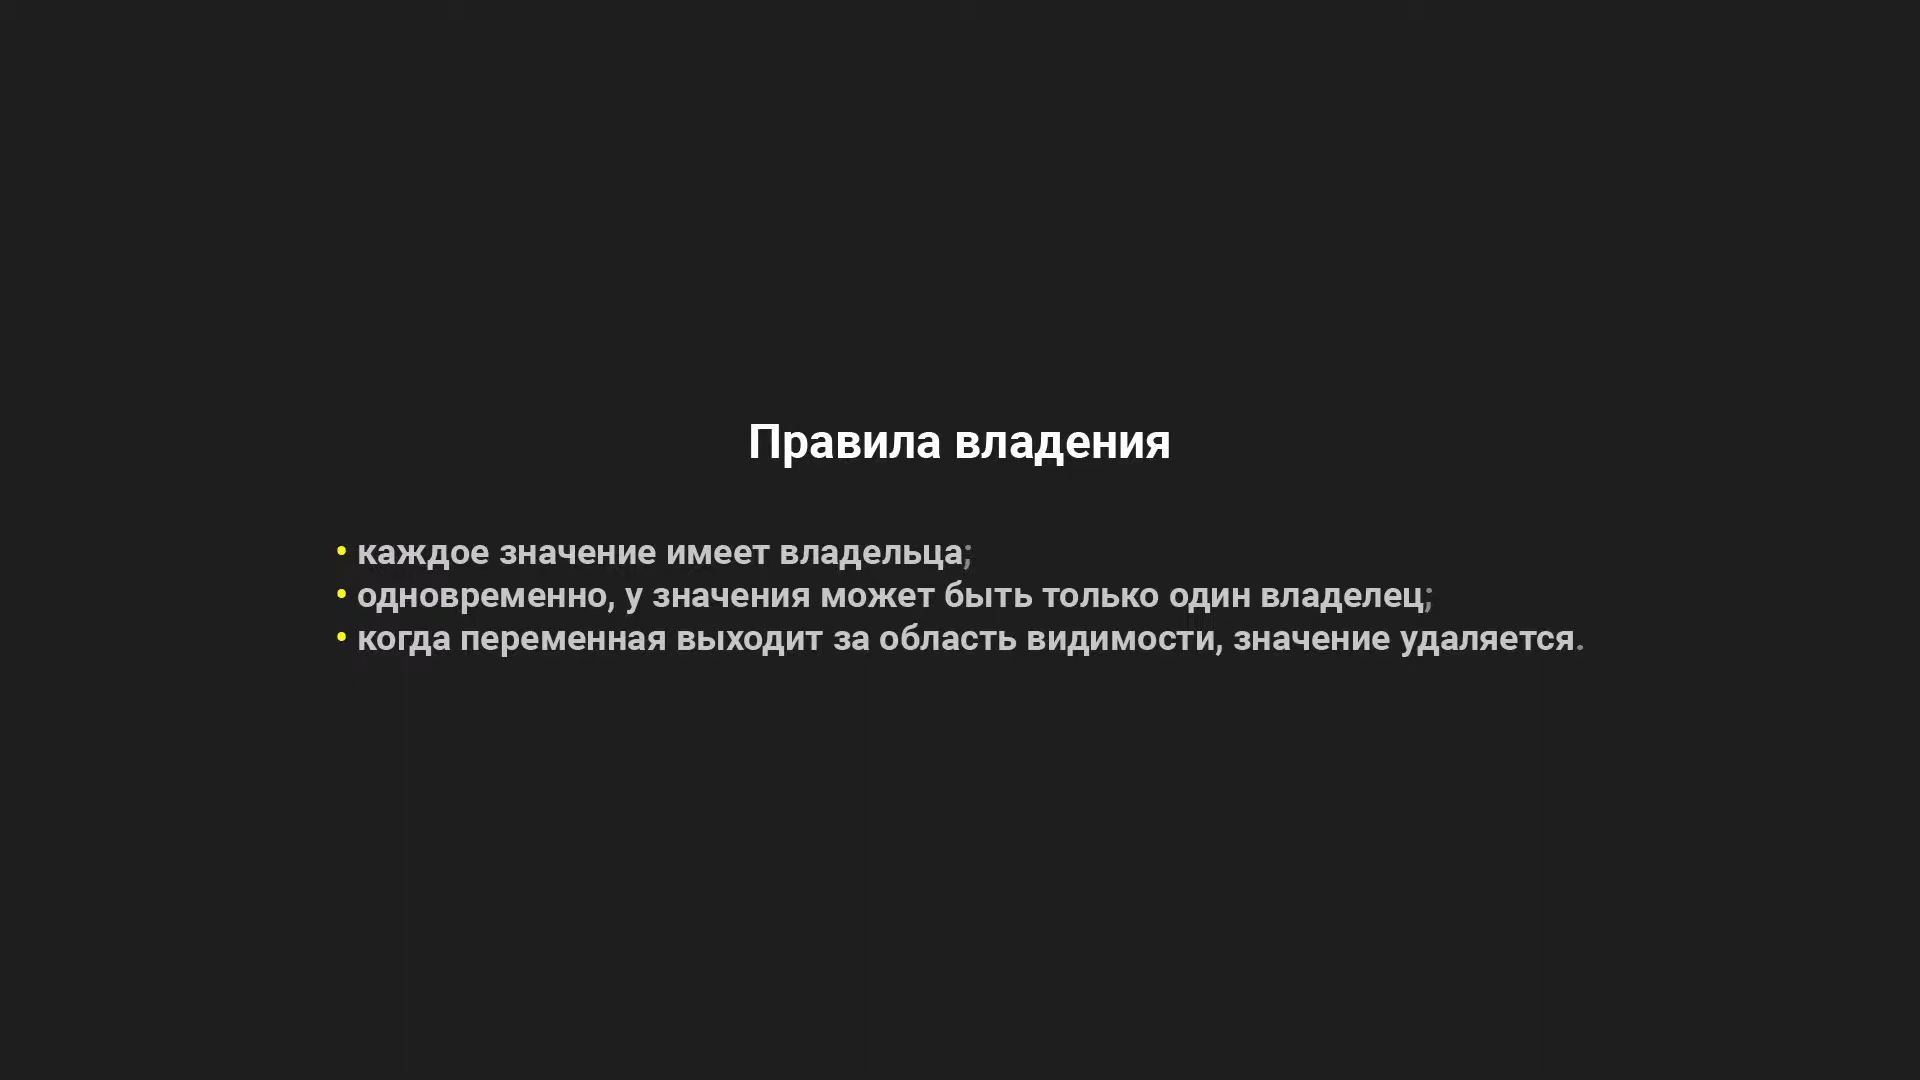 Правила владения
• каждое значение имеет владельца;
• одновременно, у значения может быть только один владелец;
• когда переменная выходит за область видимости, значение удаляется.